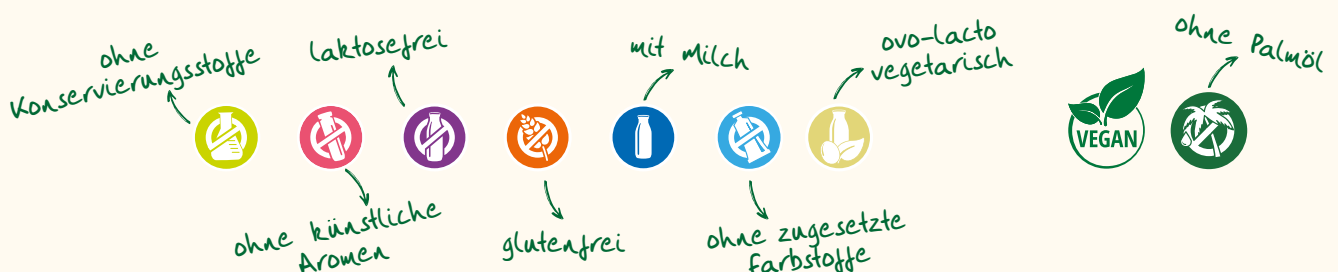 ohne
Konservierungsstoffe
laktosefrei
mit Milch
ovo-lacto
vegetarisch
ohne Palmöl
VEGAN
ohne künstliche
Aromen
glutenfrei
ohne zugesetzte
Farbstoffe